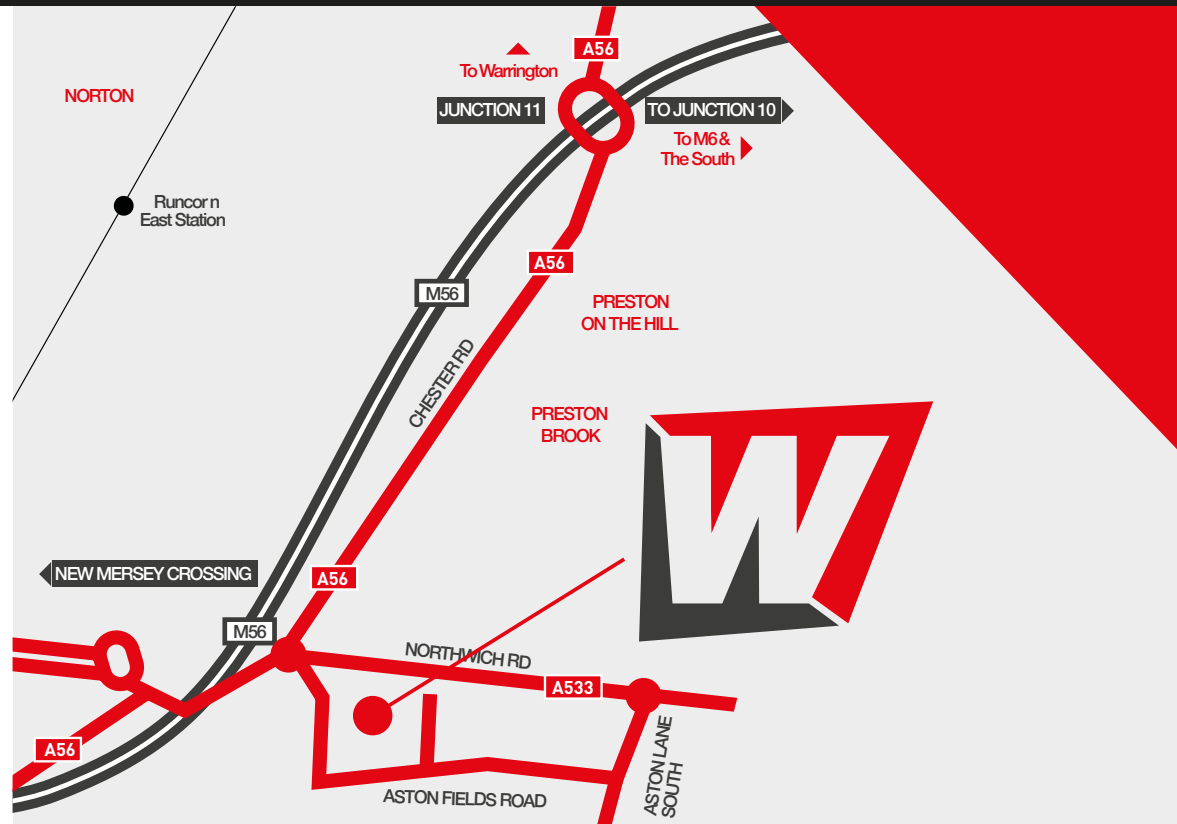 A56
To Warrington
NORTON
JUNCTION 11
TO JUNCTION 10
To M6 &
The South
Runcorn
East Station
A56
M56
PRESTON
ON THE HILL
CHESTER RD
PRESTON
BROOK
W
NEW MERSEY CROSSING
A56
M56
NORTHWICH RD
A533
A56
ASTON LANE
SOUTH
ASTON FIELDS ROAD